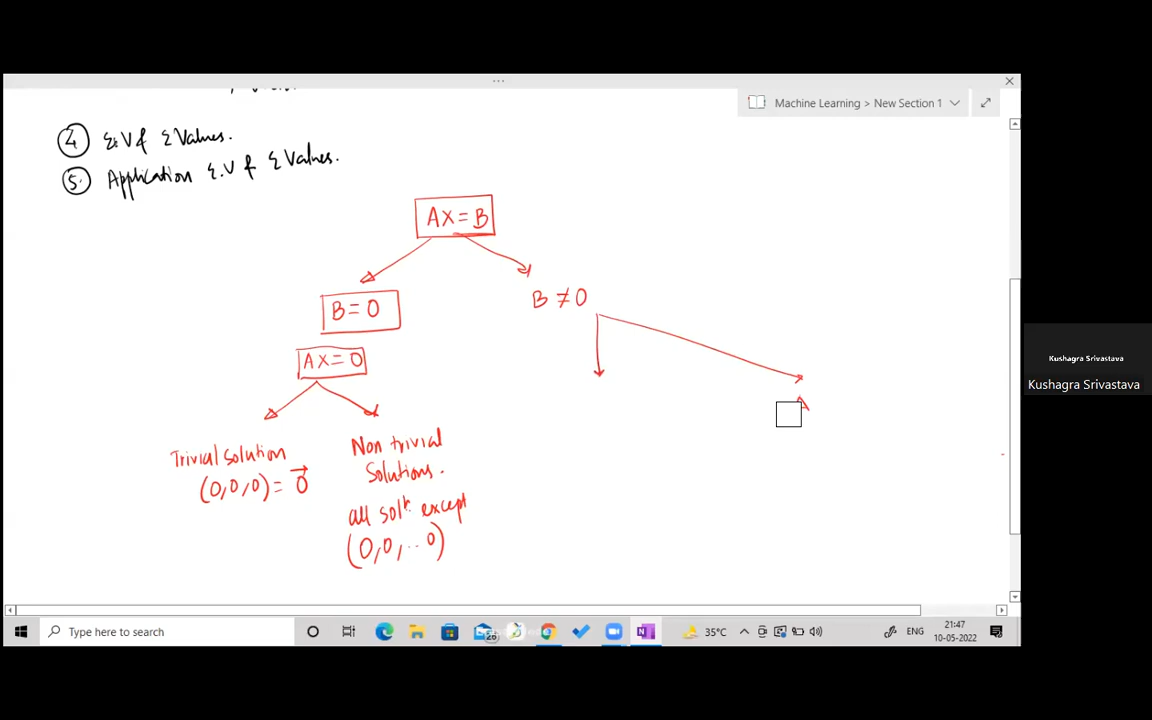 Machine Learning > New Section 1
④ Σ.V & Σ Values.
⑤ Application Σ.V & Σ Values.
AX = B
B = 0
B ≠ 0
AX = 0
Trivial solution
(0,0,0) = 0⃗
Non trivial
Solutions.
all solⁿ except
(0,0,...0)
A
Kushagra Srivastava
Kushagra Srivastava
Type here to search
26
35°C
ENG
21:47
10-05-2022